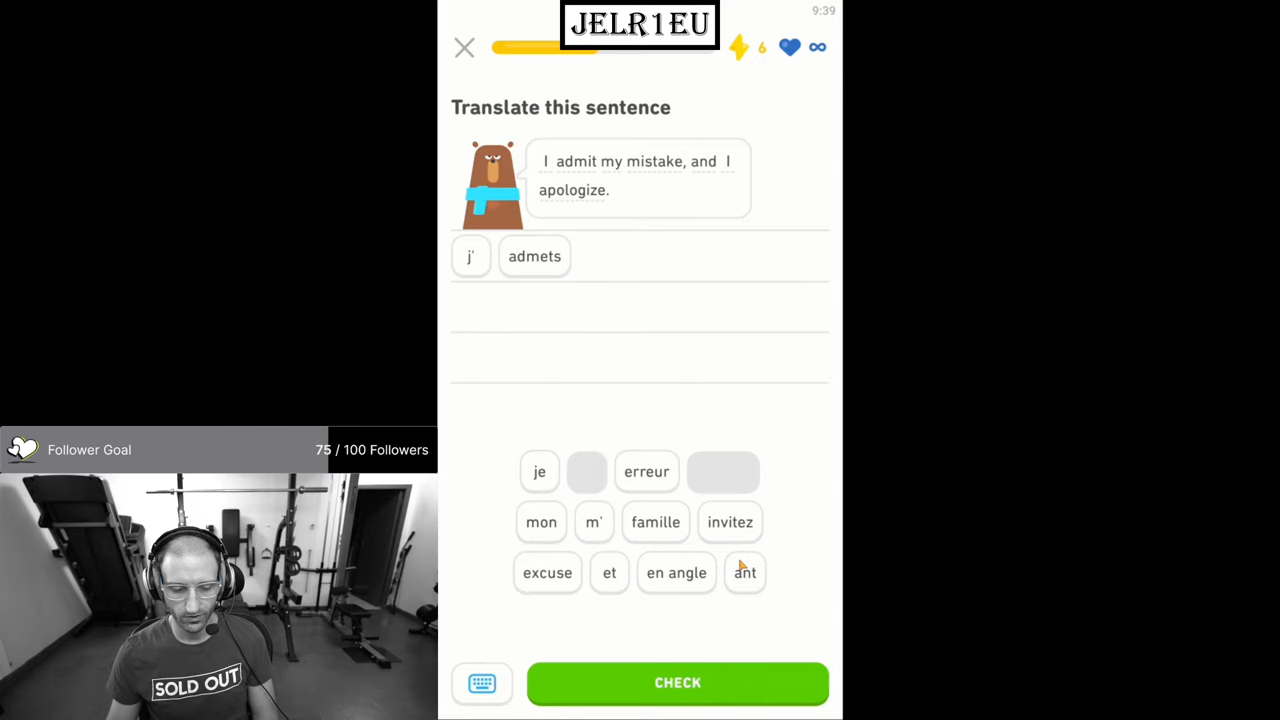 JELR1EU
9:39
6 ∞
Translate this sentence
I admit my mistake, and I
apologize.
j' admets
je erreur
mon m' famille invitez
excuse et en angle ant
CHECK
Follower Goal 75 / 100 Followers
SOLD OUT